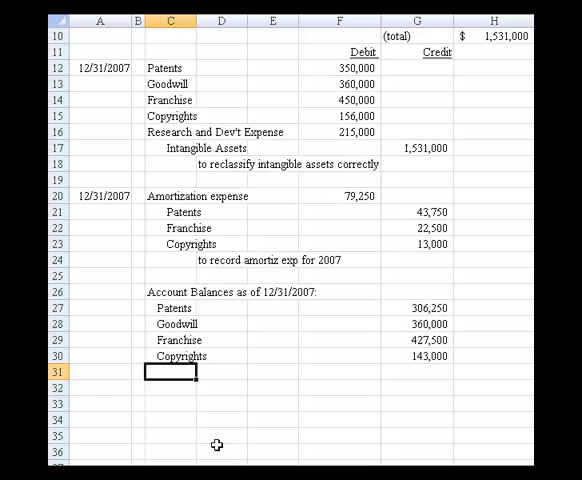 A B C D E F G H
10 (total) $ 1,531,000
11 Debit Credit
12 12/31/2007 Patents 350,000
13 Goodwill 360,000
14 Franchise 450,000
15 Copyrights 156,000
16 Research and Dev't Expense 215,000
17 Intangible Assets 1,531,000
18 to reclassify intangible assets correctly
19
20 12/31/2007 Amortization expense 79,250
21 Patents 43,750
22 Franchise 22,500
23 Copyrights 13,000
24 to record amortiz exp for 2007
25
26 Account Balances as of 12/31/2007:
27 Patents 306,250
28 Goodwill 360,000
29 Franchise 427,500
30 Copyrights 143,000
31
32
33
34
35
36